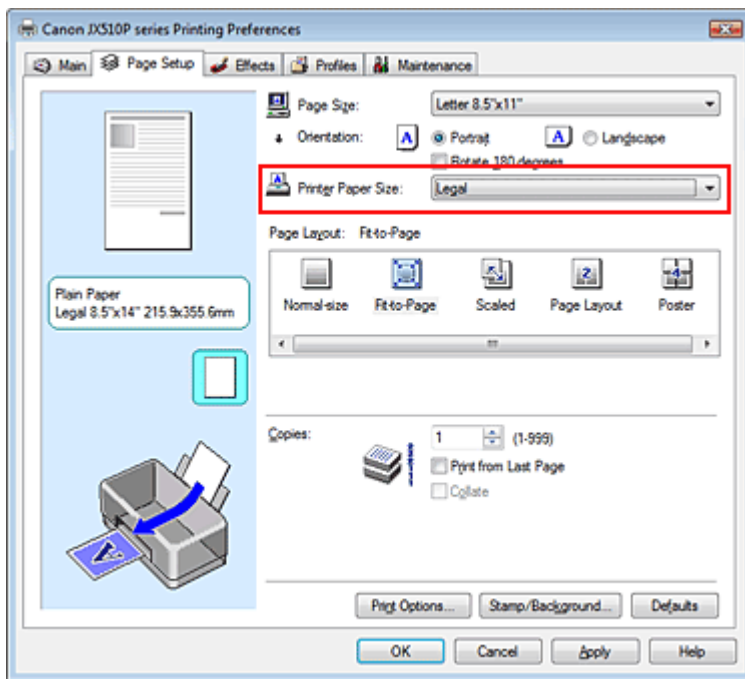 Canon JX510P series Printing Preferences
Main Page Setup Effects Profiles Maintenance
Page Size: Letter 8.5"x11"
Orientation: A Portrait A Landscape
Rotate 180 degrees
Printer Paper Size: Legal
Page Layout: Fit-to-Page
Normal-size Fit-to-Page Scaled Page Layout Poster
Plain Paper
Legal 8.5"x14" 215.9x355.6mm
Copies: 1 (1-999)
Print from Last Page
Collate
Print Options... Stamp/Background... Defaults
OK Cancel Apply Help